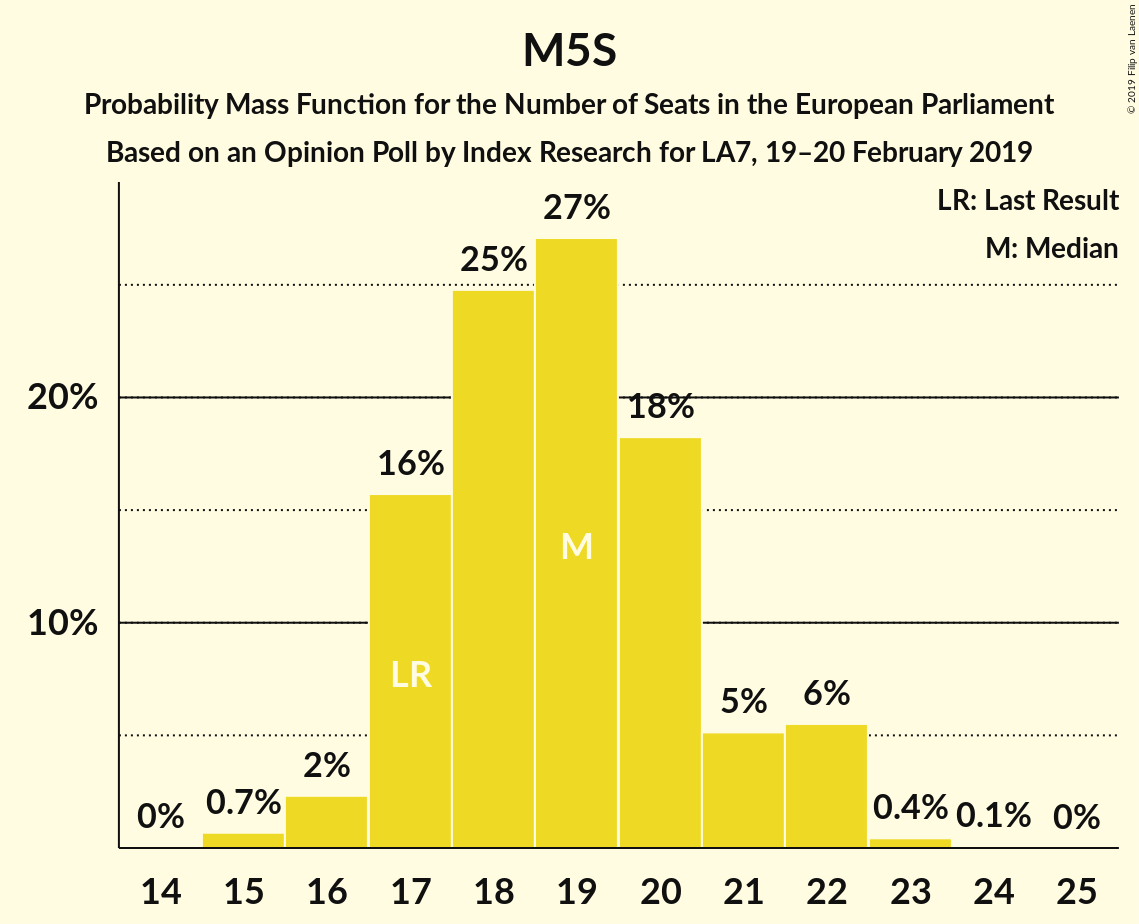 M5S
Probability Mass Function for the Number of Seats in the European Parliament
Based on an Opinion Poll by Index Research for LA7, 19–20 February 2019
© 2019 Filip van Laenen
LR: Last Result
M: Median
27%
25%
20%
18%
16%
M
10%
LR
5%
6%
2%
0%
0.7%
0.4%
0.1%
0%
14 15 16 17 18 19 20 21 22 23 24 25